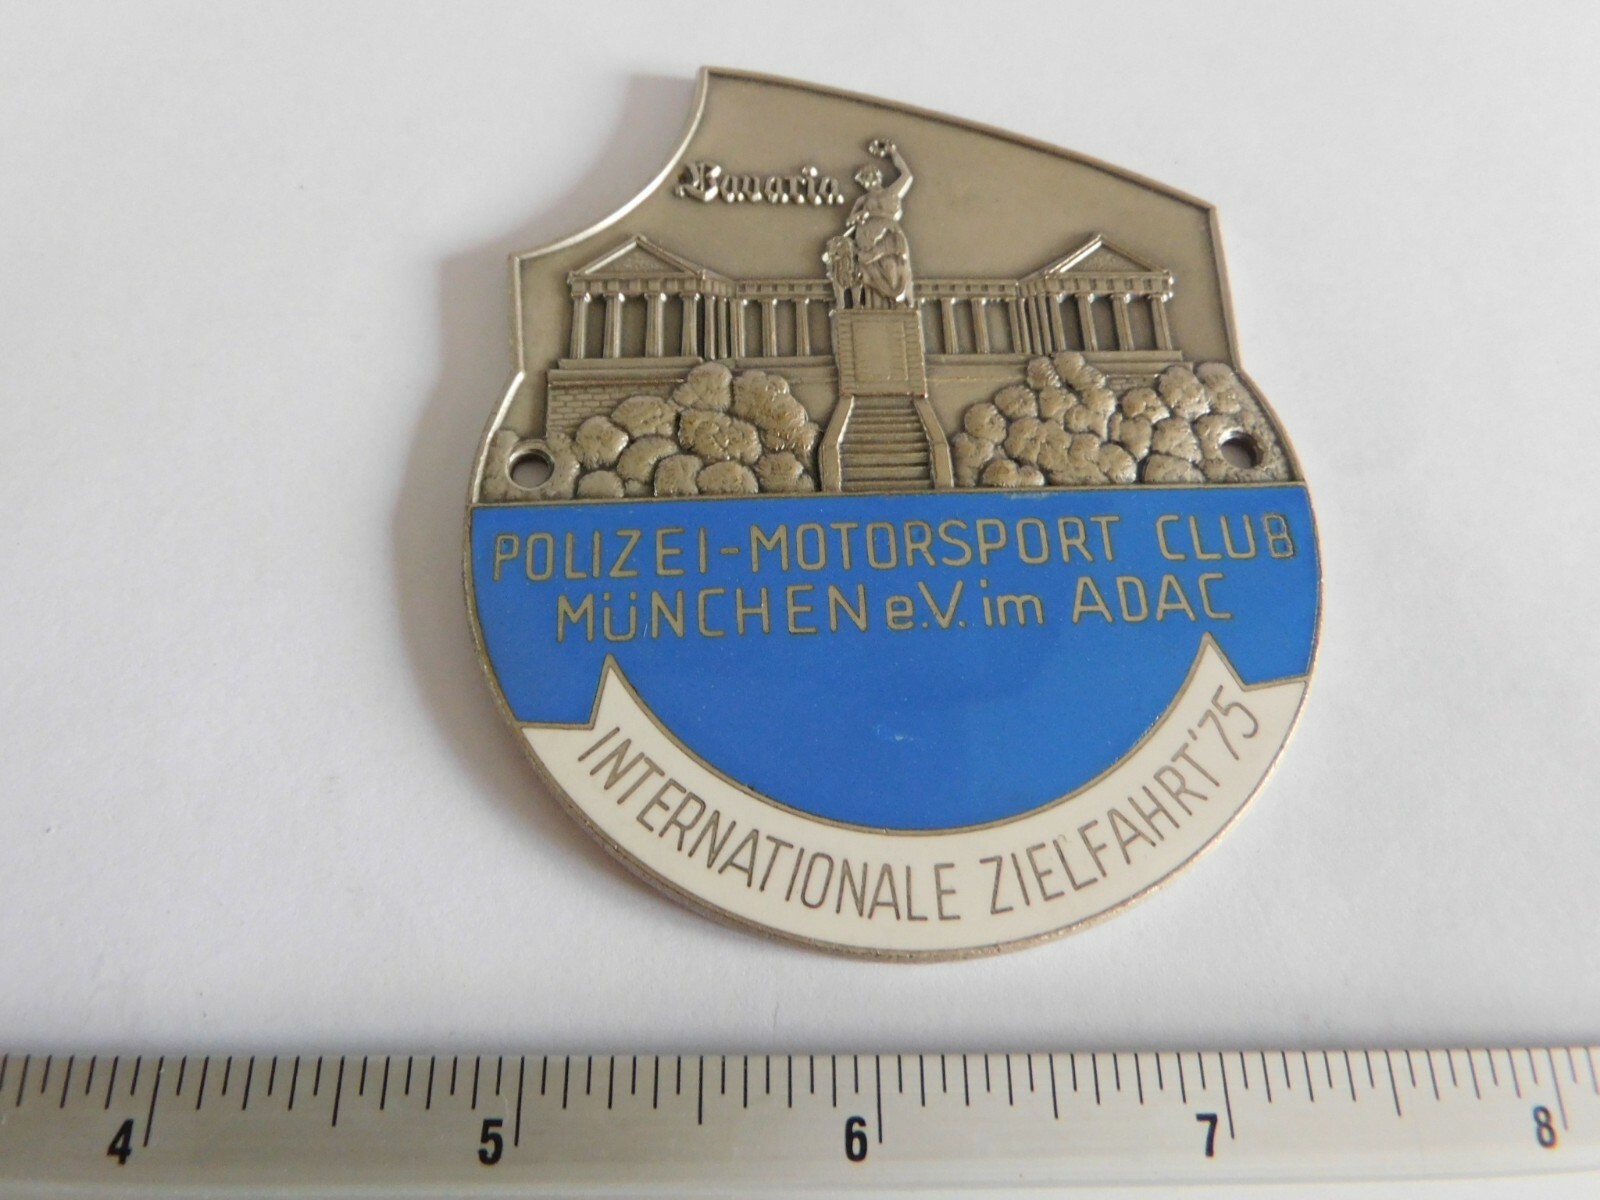 Bavaria
POLIZEI-MOTORSPORT CLUB
MÜNCHEN e.V. im ADAC
INTERNATIONALE ZIELFAHRT '75
4 5 6 7 8